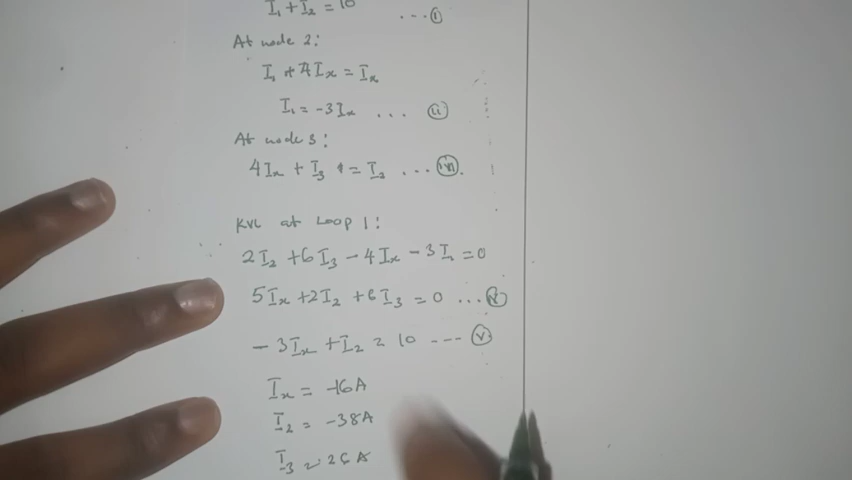 I₁ + I₂ = 10 ... (i)
At node 2:
I₁ + 4Iₓ = Iₓ
I₁ = -3Iₓ ... (ii)
At node 3:
4Iₓ + I₃ = I₂ ... (iii)
KVL at Loop 1:
2I₂ + 6I₃ - 4Iₓ - 3I₁ = 0
5Iₓ + 2I₂ + 6I₃ = 0 ... (iv)
- 3Iₓ + I₂ = 10 --- (v)
Iₓ = -16A
I₂ = -38A
I₃ = 26A